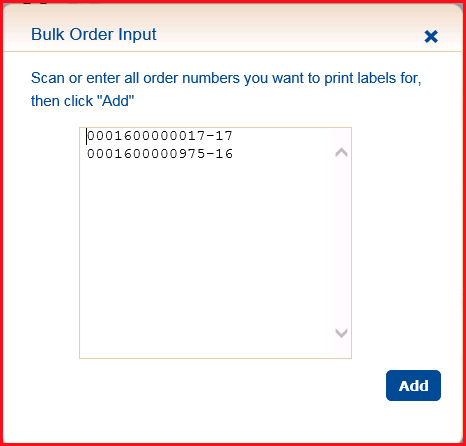 Bulk Order Input
Scan or enter all order numbers you want to print labels for,
then click "Add"
0001600000017-17
0001600000975-16
Add